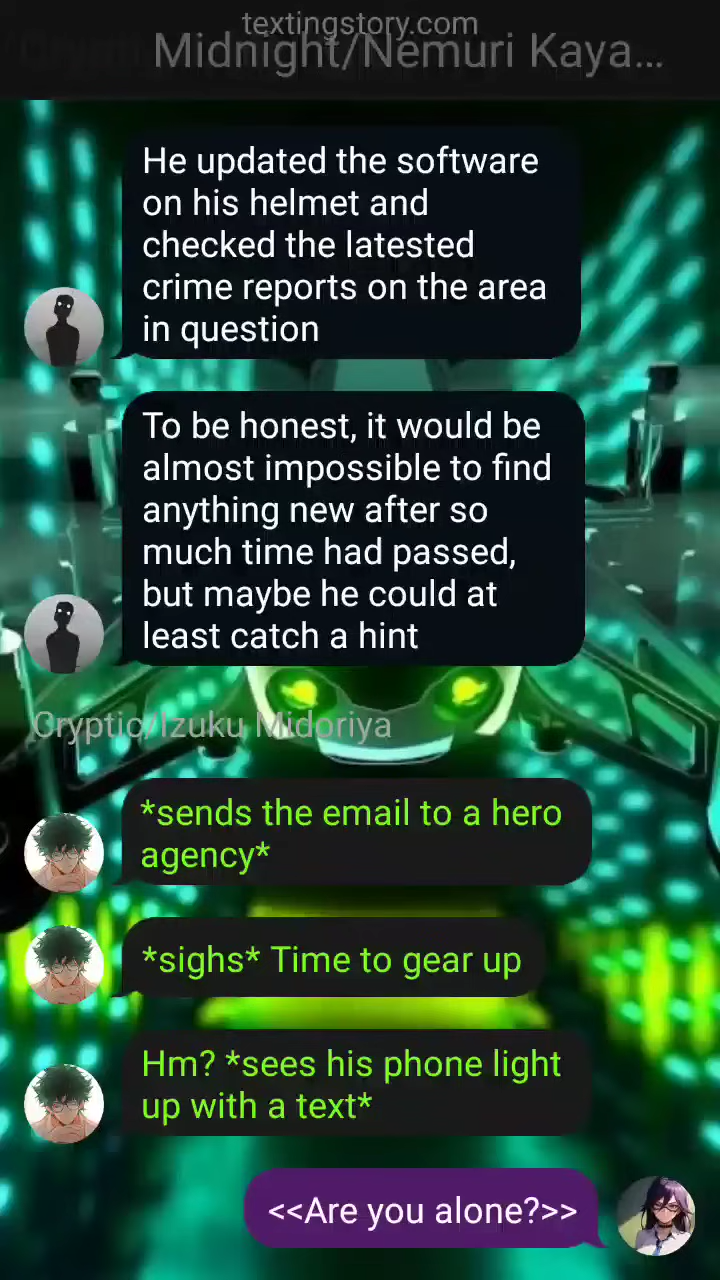 textingstory.com
Midnight/Nemuri Kaya...
He updated the software
on his helmet and
checked the latested
crime reports on the area
in question
To be honest, it would be
almost impossible to find
anything new after so
much time had passed,
but maybe he could at
least catch a hint
Cryptic/Izuku Midoriya
*sends the email to a hero
agency*
*sighs* Time to gear up
Hm? *sees his phone light
up with a text*
<<Are you alone?>>